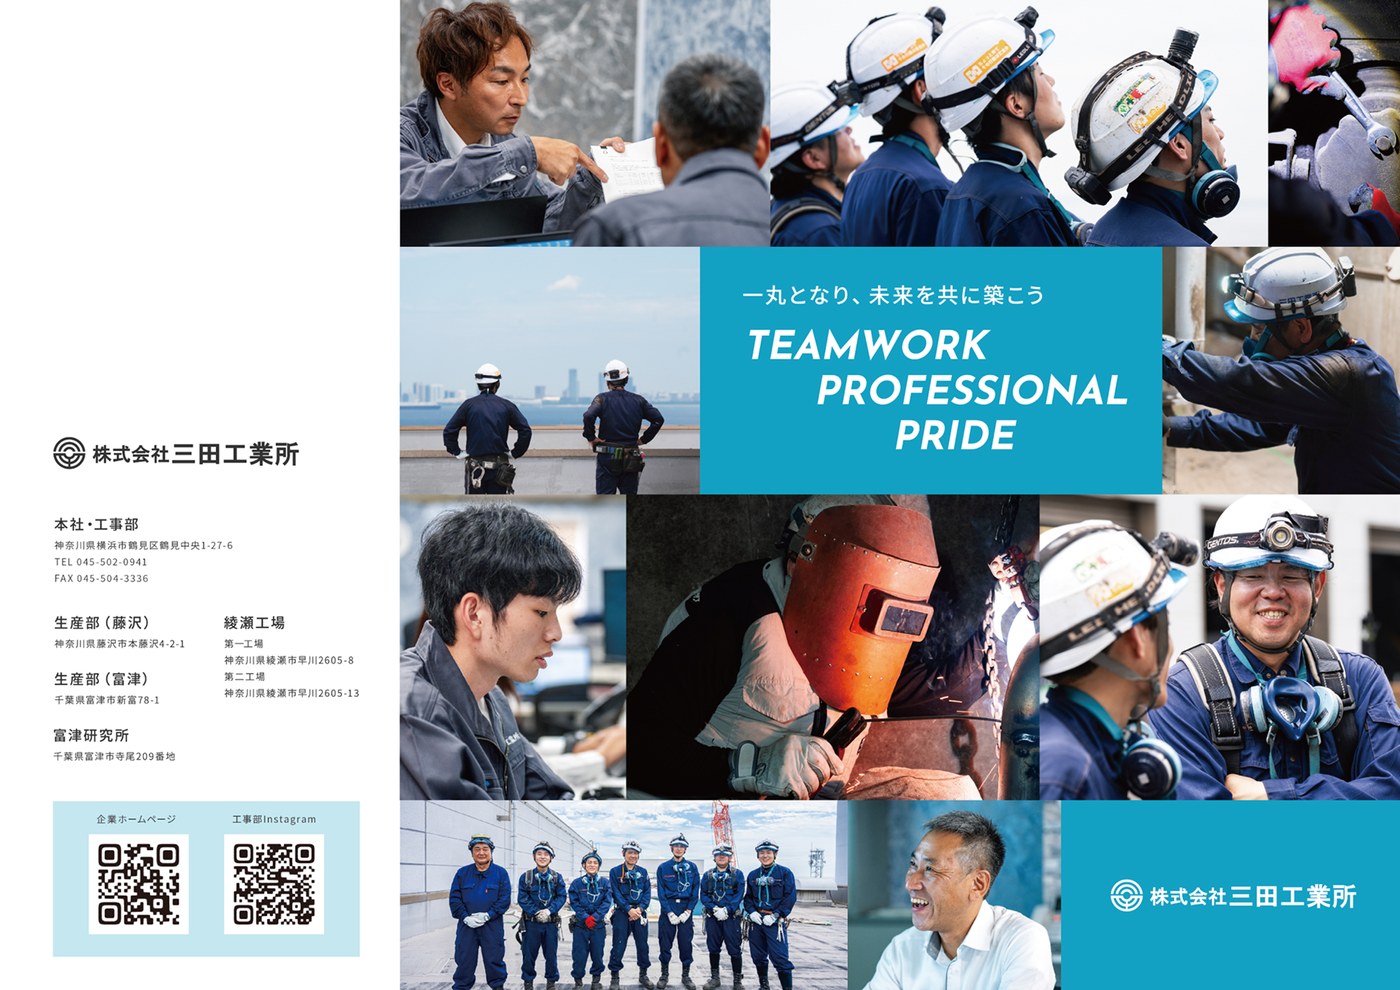 株式会社三田工業所
本社・工事部
神奈川県横浜市鶴見区鶴見中央1-27-6
TEL 045-502-0941
FAX 045-504-3336
生産部（藤沢）
神奈川県藤沢市本藤沢4-2-1
生産部（富津）
千葉県富津市新富78-1
富津研究所
千葉県富津市寺尾209番地
綾瀬工場
第一工場
神奈川県綾瀬市早川2605-8
第二工場
神奈川県綾瀬市早川2605-13
企業ホームページ
工事部Instagram
一丸となり、未来を共に築こう
TEAMWORK
PROFESSIONAL
PRIDE
GENTOS
株式会社三田工業所